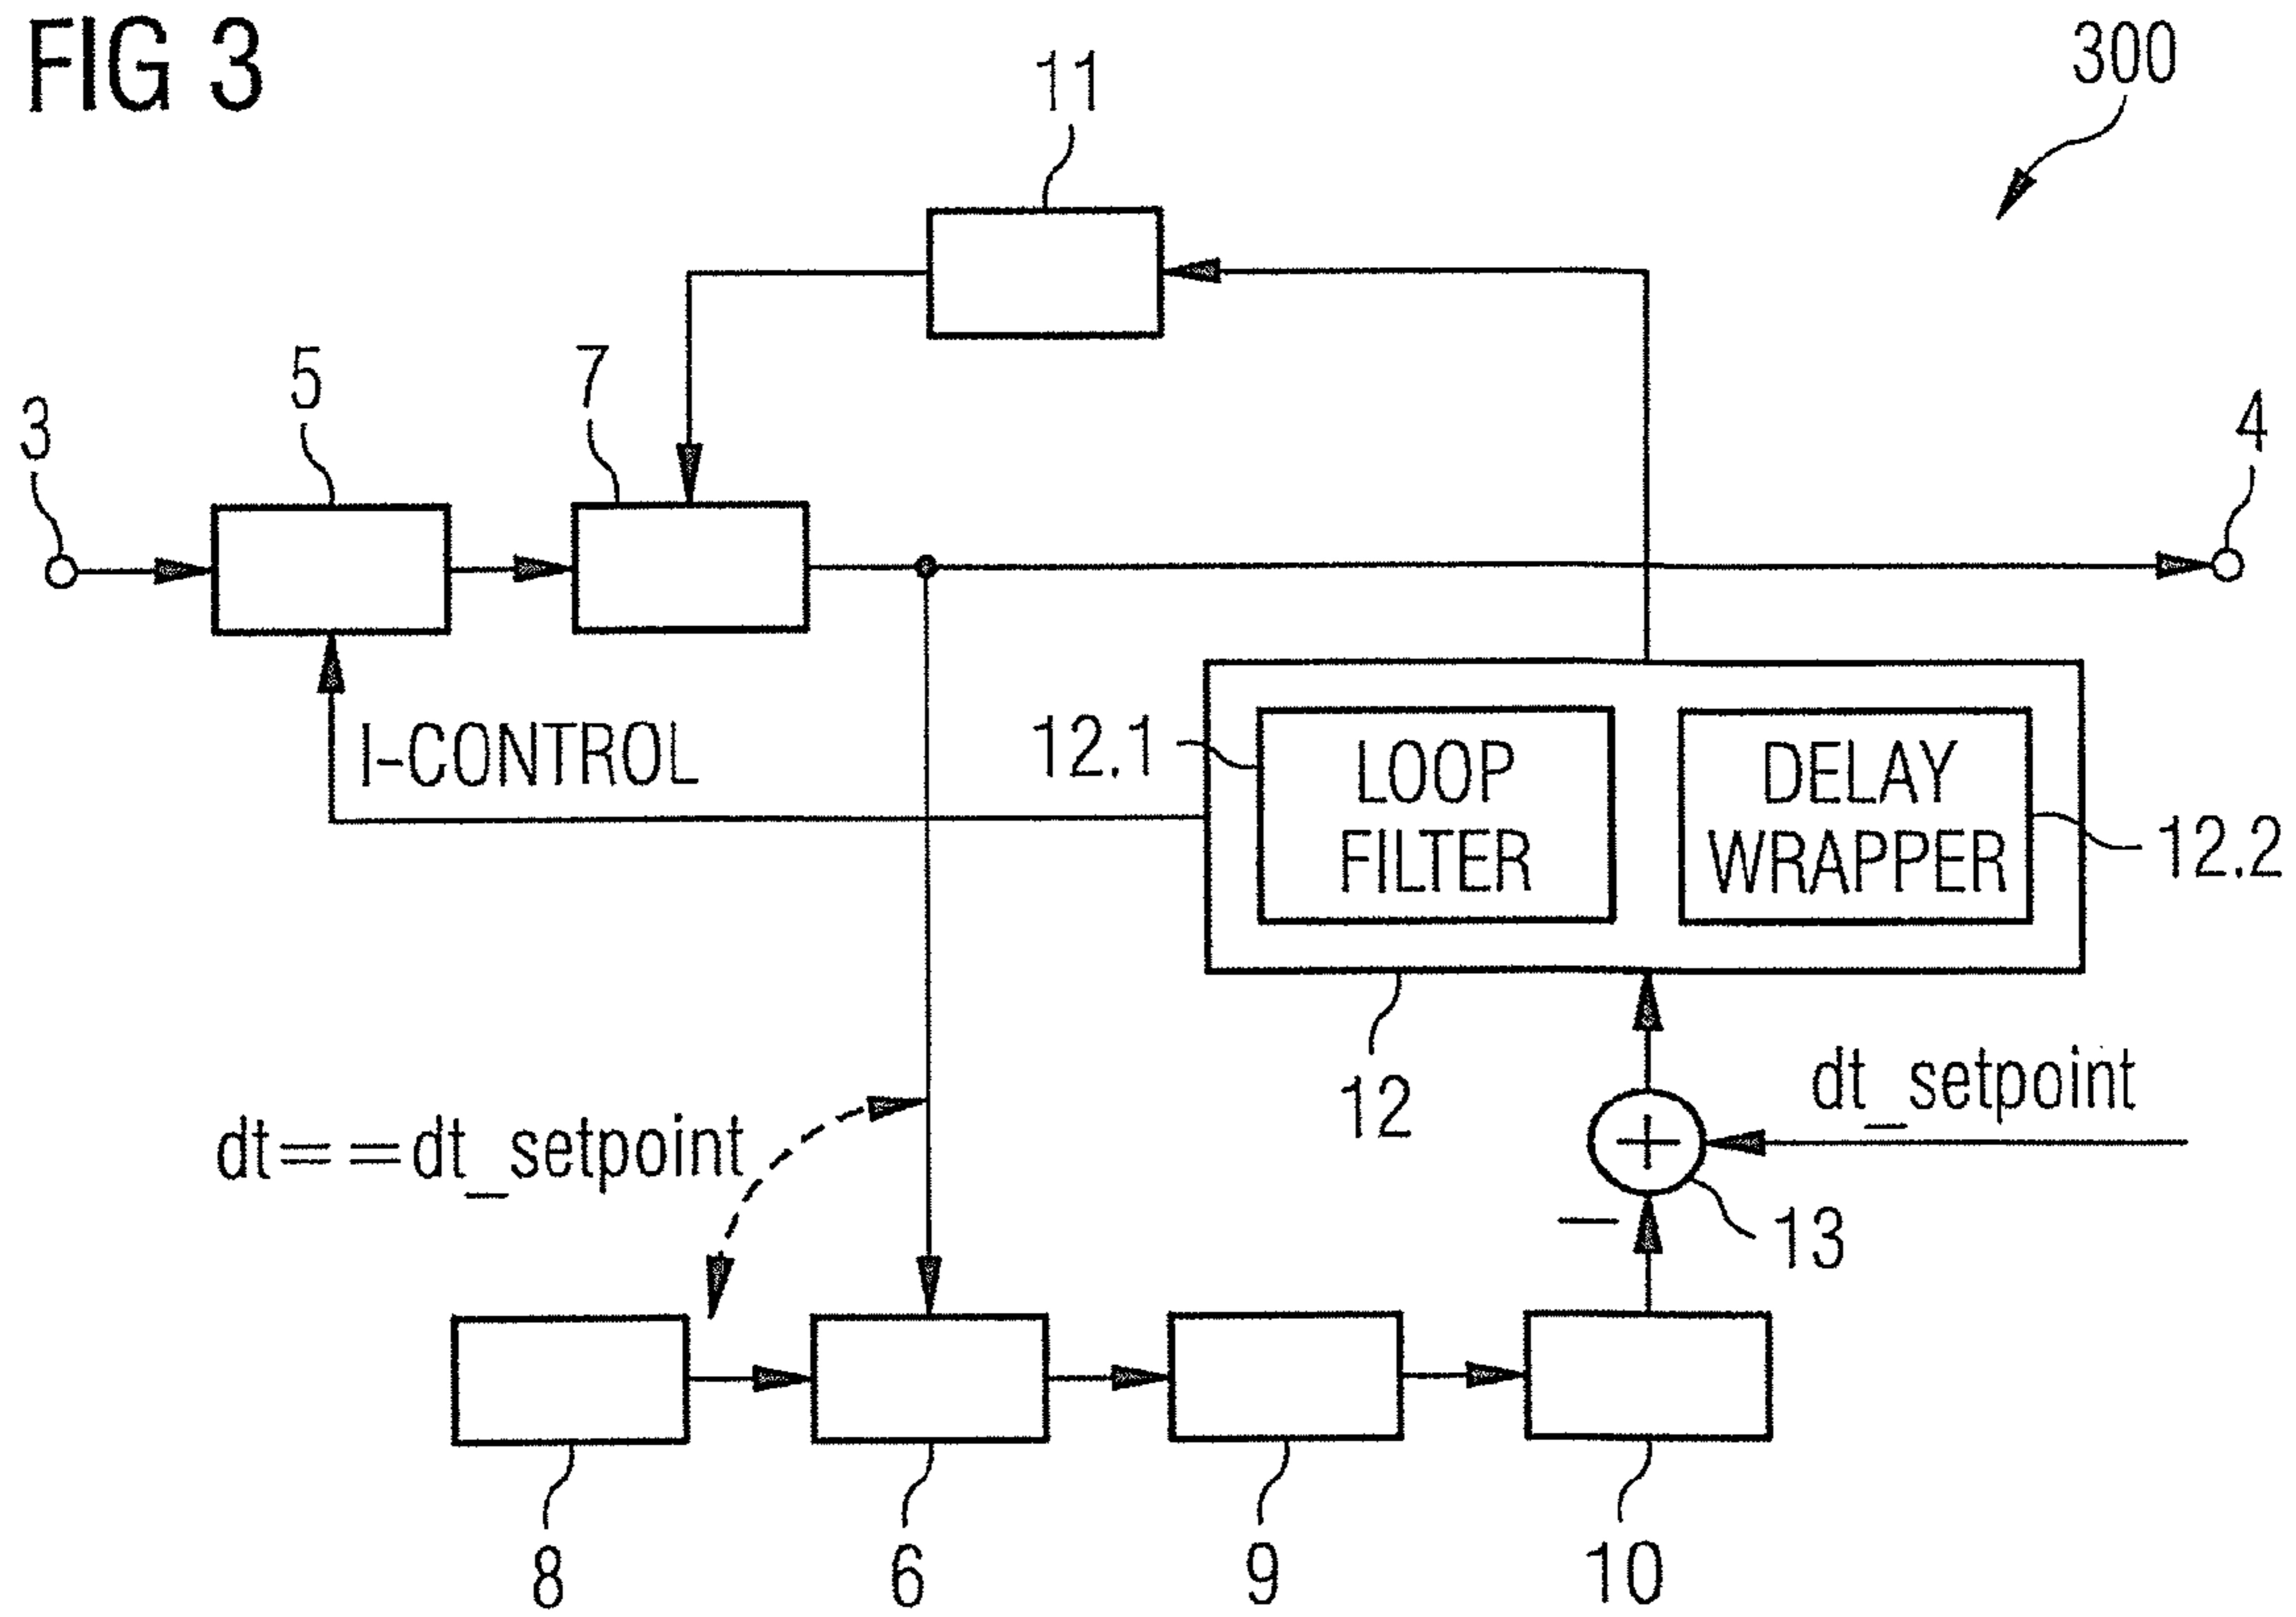 FIG 3
300
11
3
5
7
4
I-CONTROL
12.1
LOOP
FILTER
DELAY
WRAPPER
12.2
12
dt_setpoint
dt==dt_setpoint
+
−
13
8
6
9
10